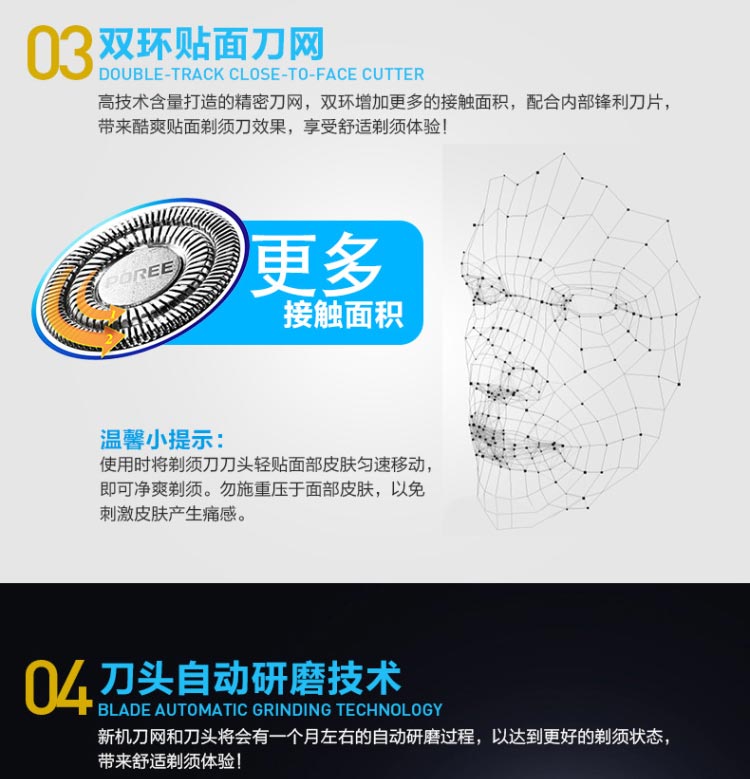 03 双环贴面刀网
DOUBLE-TRACK CLOSE-TO-FACE CUTTER
高技术含量打造的精密刀网，双环增加更多的接触面积，配合内部锋利刀片，
带来酷爽贴面剃须刀效果，享受舒适剃须体验！
POREE
1
2
更多
接触面积
温馨小提示：
使用时将剃须刀刀头轻贴面部皮肤匀速移动，
即可净爽剃须。勿施重压于面部皮肤，以免
刺激皮肤产生痛感。
04 刀头自动研磨技术
BLADE AUTOMATIC GRINDING TECHNOLOGY
新机刀网和刀头将会有一个月左右的自动研磨过程，以达到更好的剃须状态，
带来舒适剃须体验！